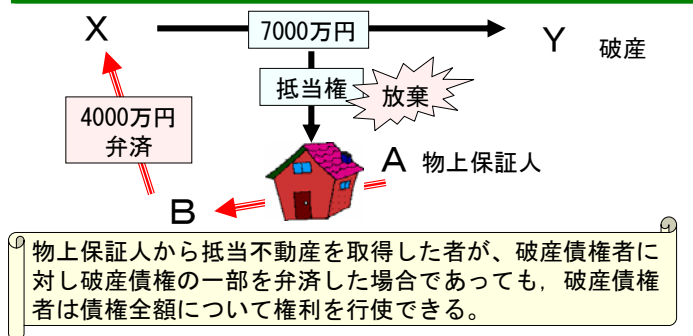 X
7000万円
Y 破産
抵当権
放棄
4000万円
弁済
A 物上保証人
B
物上保証人から抵当不動産を取得した者が、破産債権者に
対し破産債権の一部を弁済した場合であっても，破産債権
者は債権全額について権利を行使できる。